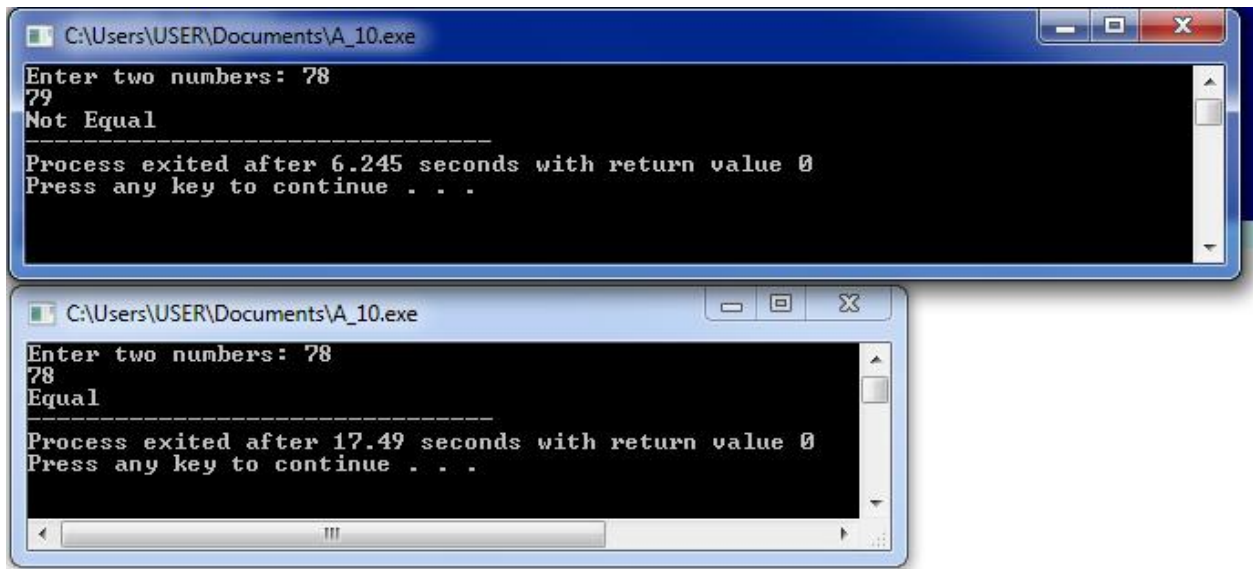 C:\Users\USER\Documents\A_10.exe
Enter two numbers: 78
79
Not Equal
--------------------------------
Process exited after 6.245 seconds with return value 0
Press any key to continue . . .
C:\Users\USER\Documents\A_10.exe
Enter two numbers: 78
78
Equal
--------------------------------
Process exited after 17.49 seconds with return value 0
Press any key to continue . . .